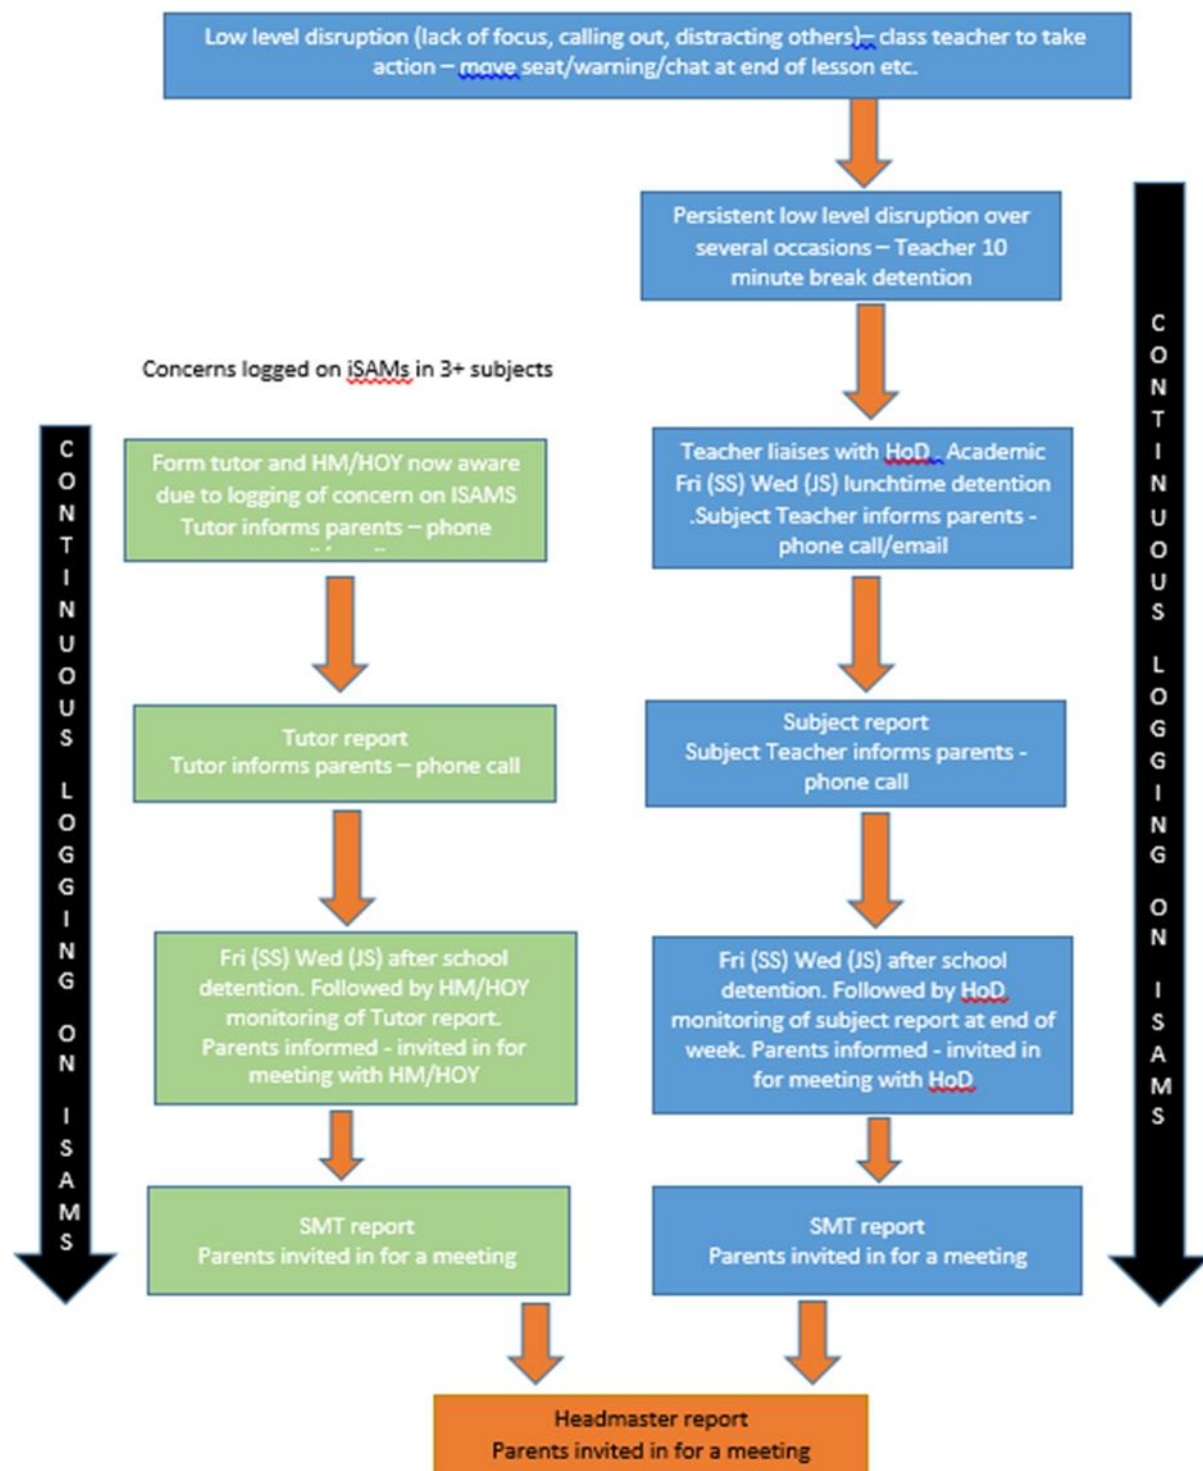 Low level disruption (lack of focus, calling out, distracting others)– class teacher to take
action – move seat/warning/chat at end of lesson etc.
Persistent low level disruption over
several occasions – Teacher 10
minute break detention
Concerns logged on iSAMs in 3+ subjects
CONTINUOUS LOGGING ON ISAMS
Form tutor and HM/HOY now aware
due to logging of concern on ISAMS
Tutor informs parents – phone
Teacher liaises with HoD . Academic
Fri (SS) Wed (JS) lunchtime detention
.Subject Teacher informs parents -
phone call/email
CONTINUOUS LOGGING ON ISAMS
Tutor report
Tutor informs parents – phone call
Subject report
Subject Teacher informs parents -
phone call
Fri (SS) Wed (JS) after school
detention. Followed by HM/HOY
monitoring of Tutor report.
Parents informed - invited in for
meeting with HM/HOY
Fri (SS) Wed (JS) after school
detention. Followed by HoD
monitoring of subject report at end of
week. Parents informed - invited in
for meeting with HoD
SMT report
Parents invited in for a meeting
SMT report
Parents invited in for a meeting
Headmaster report
Parents invited in for a meeting